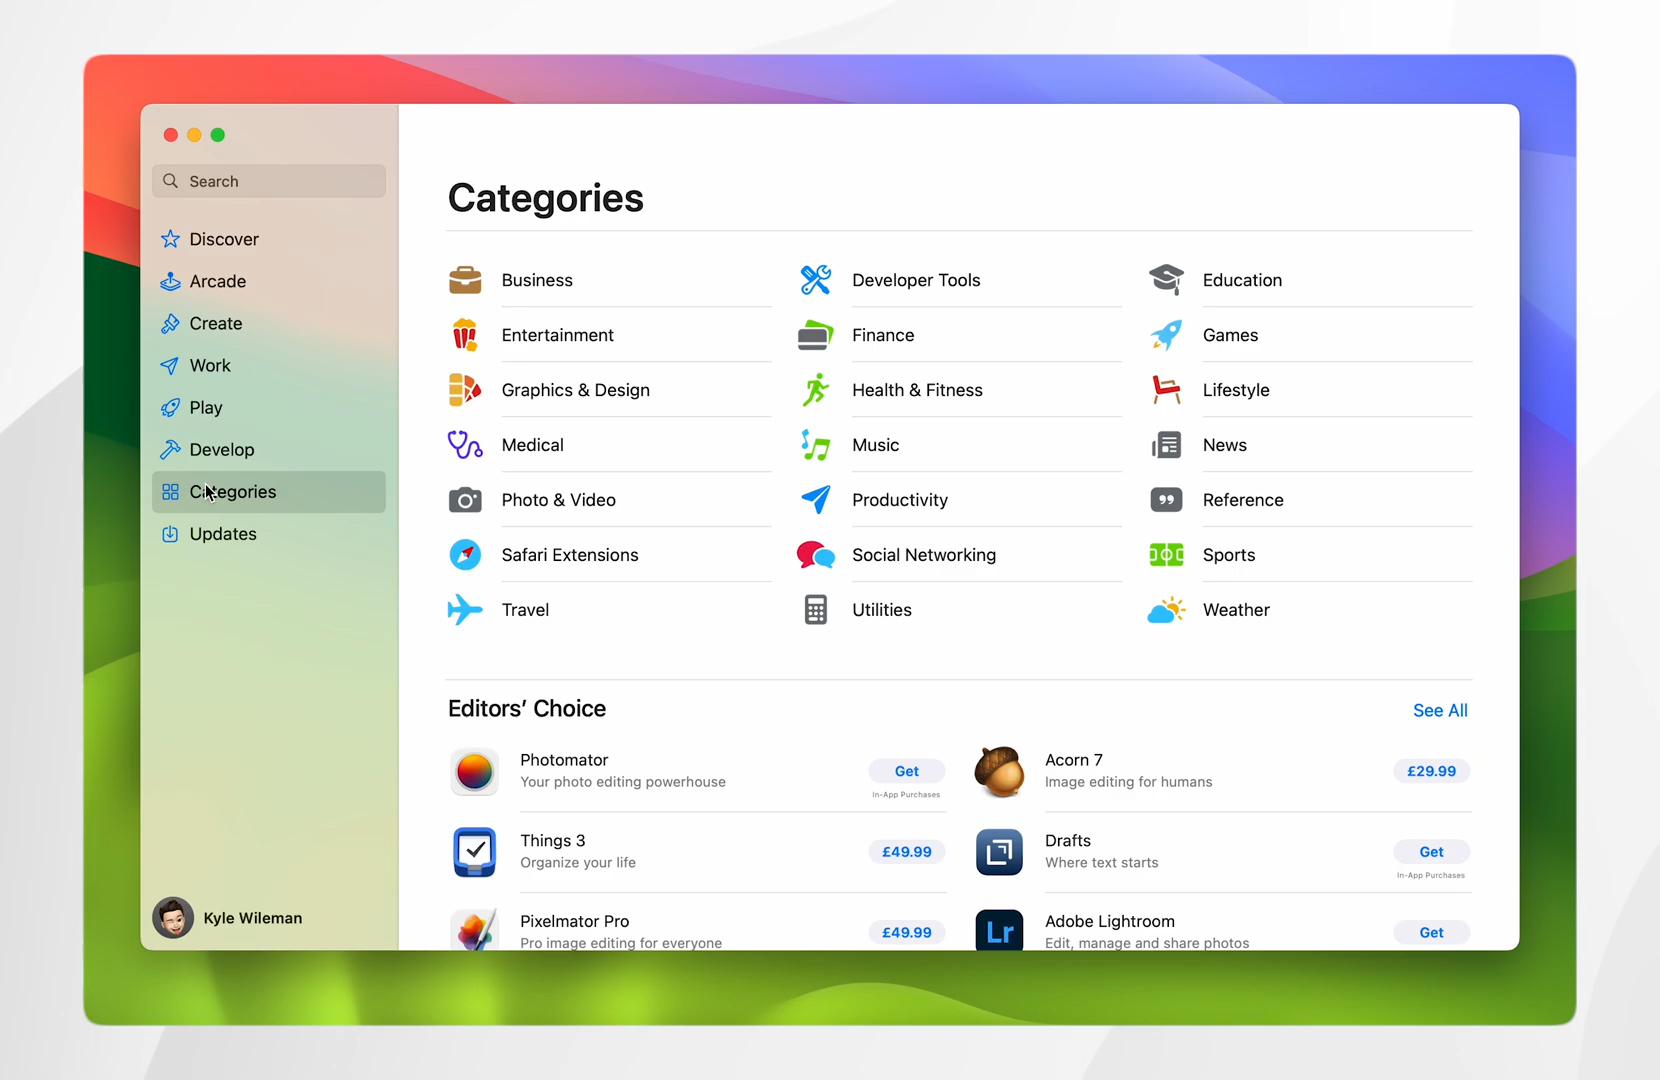 Search
Discover
Arcade
Create
Work
Play
Develop
Categories
Updates
Kyle Wileman
Categories
Business
Developer Tools
Education
Entertainment
Finance
Games
Graphics & Design
Health & Fitness
Lifestyle
Medical
Music
News
Photo & Video
Productivity
Reference
Safari Extensions
Social Networking
Sports
Travel
Utilities
Weather
Editors’ Choice
See All
Photomator
Your photo editing powerhouse
Get
In-App Purchases
Acorn 7
Image editing for humans
£29.99
Things 3
Organize your life
£49.99
Drafts
Where text starts
Get
In-App Purchases
Pixelmator Pro
Pro image editing for everyone
£49.99
Lr
Adobe Lightroom
Edit, manage and share photos
Get